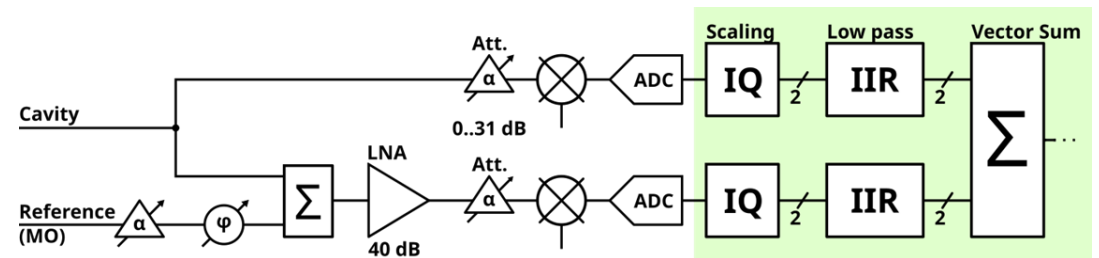 Scaling
Low pass
Vector Sum
Att.
α
ADC
IQ
2
IIR
2
Cavity
0..31 dB
Σ
LNA
Att.
Σ
α
ADC
IQ
2
IIR
2
Reference
(MO)
α
φ
40 dB